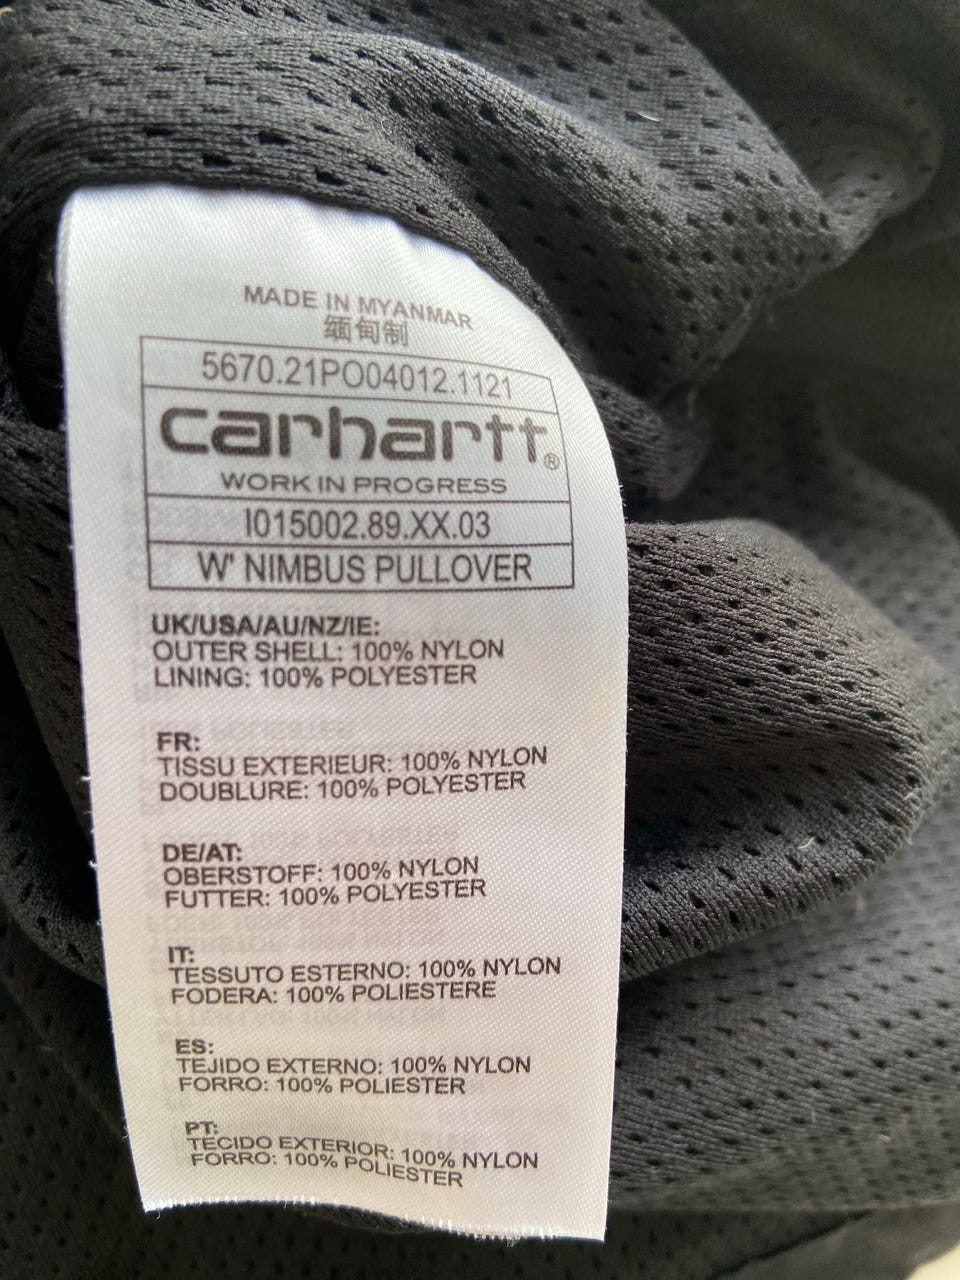 MADE IN MYANMAR
缅甸制
5670.21PO04012.1121
carhartt®
WORK IN PROGRESS
I015002.89.XX.03
W' NIMBUS PULLOVER
UK/USA/AU/NZ/IE:
OUTER SHELL: 100% NYLON
LINING: 100% POLYESTER
FR:
TISSU EXTERIEUR: 100% NYLON
DOUBLURE: 100% POLYESTER
DE/AT:
OBERSTOFF: 100% NYLON
FUTTER: 100% POLYESTER
IT:
TESSUTO ESTERNO: 100% NYLON
FODERA: 100% POLIESTERE
ES:
TEJIDO EXTERNO: 100% NYLON
FORRO: 100% POLIESTER
PT:
TECIDO EXTERIOR: 100% NYLON
FORRO: 100% POLIESTER